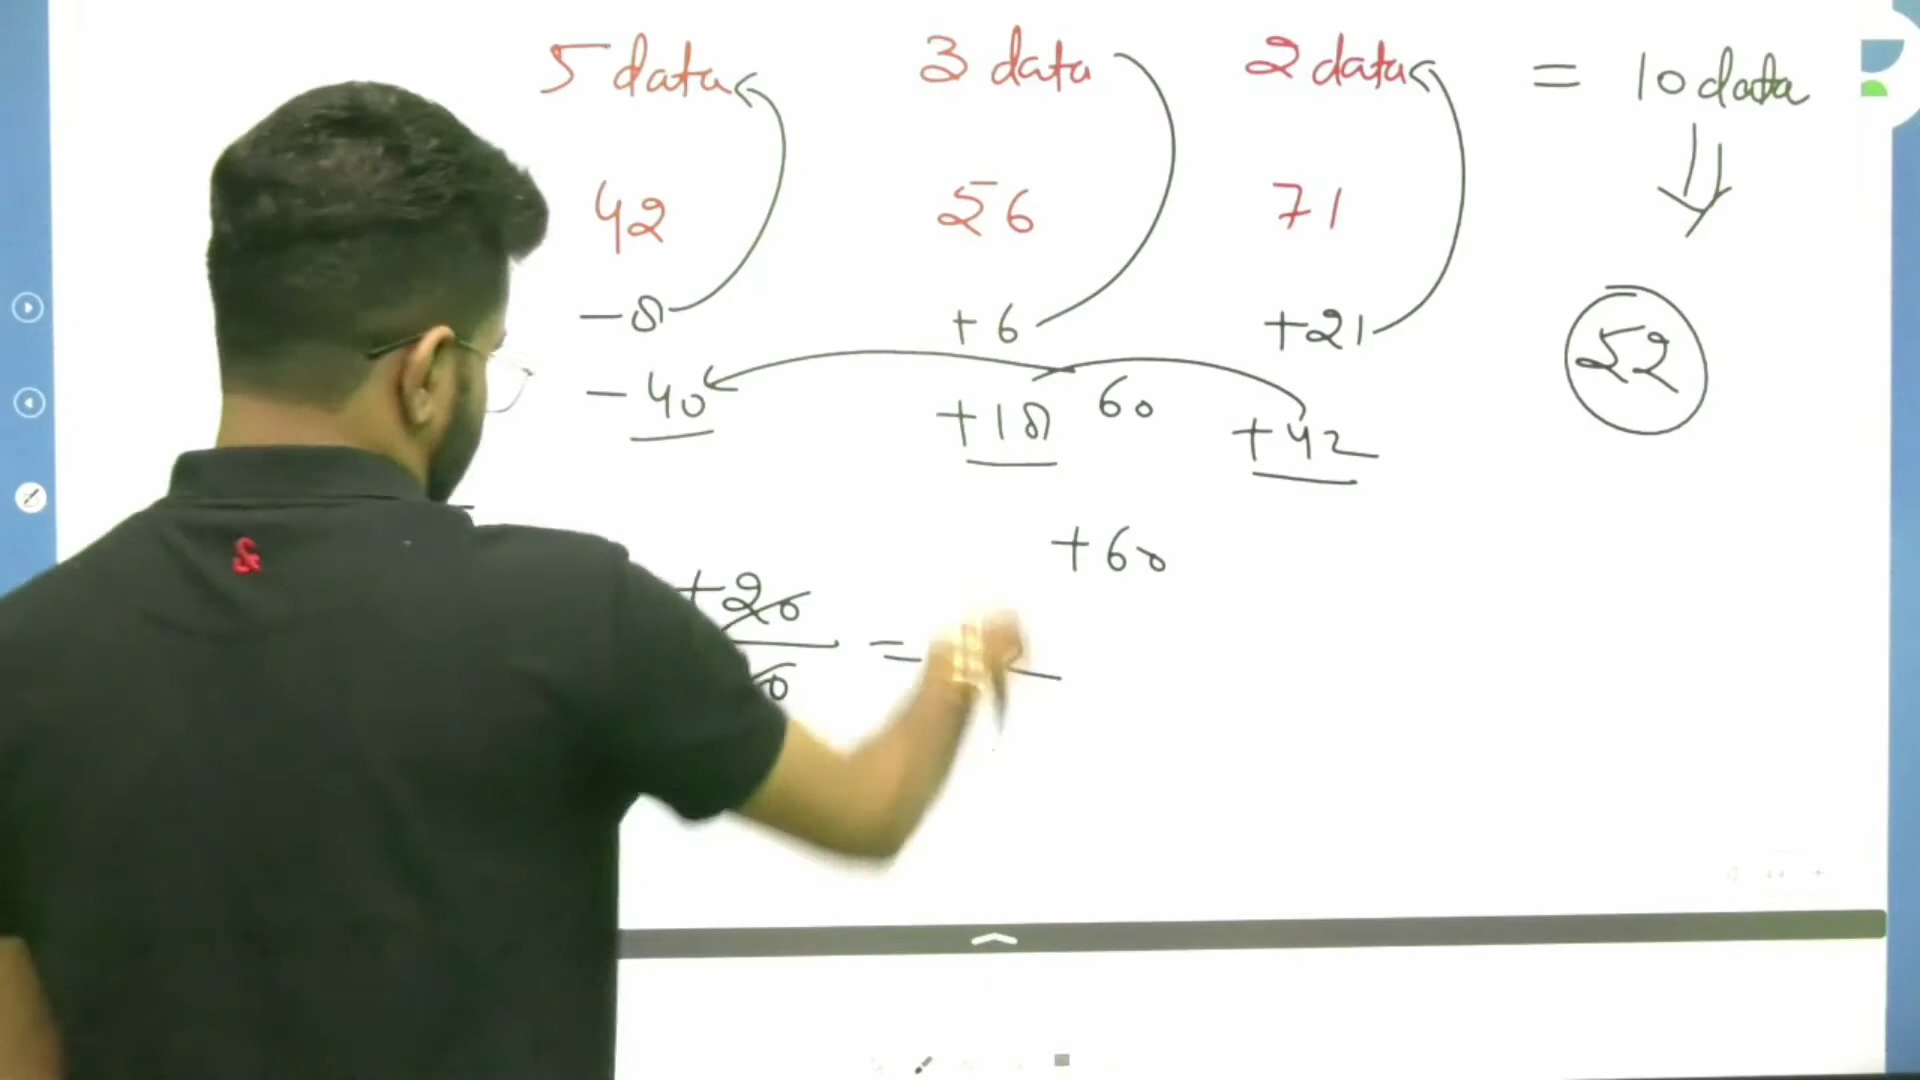 5 data 3 data 2 data = 10 data
42 56 71
-8 +6 +21 52
-40 +18 60 +42
+60
+20
=